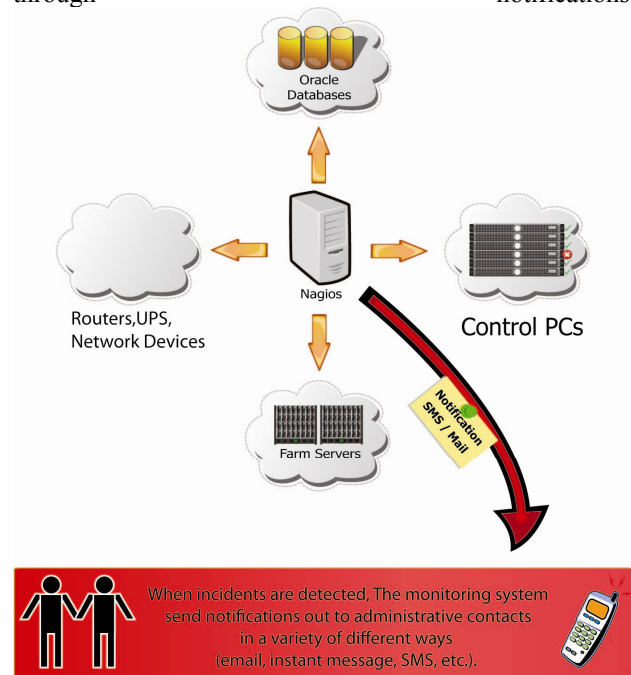 through notifications
Oracle
Databases
Nagios
Routers,UPS,
Network Devices
Control PCs
Notification
SMS / Mail
Farm Servers
When incidents are detected, The monitoring system
send notifications out to administrative contacts
in a variety of different ways
(email, instant message, SMS, etc.).